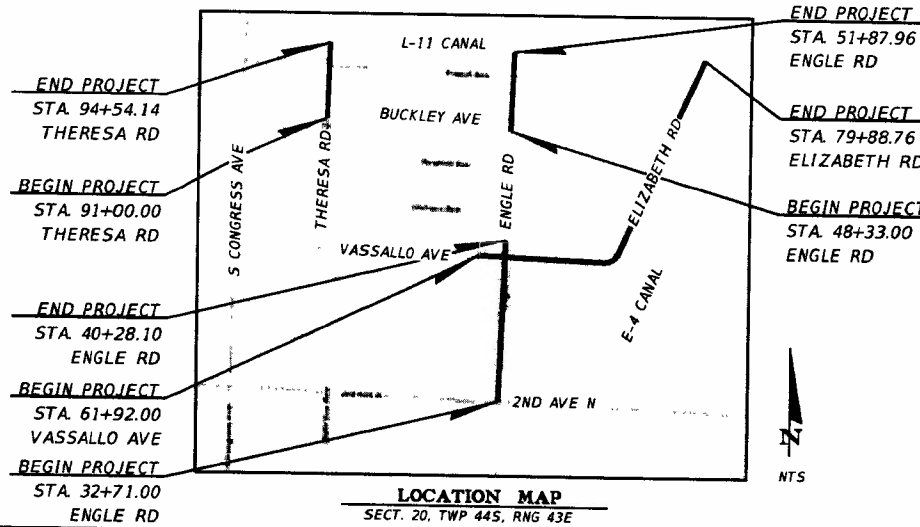 END PROJECT
STA. 94+54.14
THERESA RD
BEGIN PROJECT
STA. 91+00.00
THERESA RD
END PROJECT
STA. 40+28.10
ENGLE RD
BEGIN PROJECT
STA. 61+92.00
VASSALLO AVE
BEGIN PROJECT
STA. 32+71.00
ENGLE RD
L-11 CANAL
BUCKLEY AVE
S CONGRESS AVE
THERESA RD
ENGLE RD
ELIZABETH RD
VASSALLO AVE
E-4 CANAL
2ND AVE N
END PROJECT
STA. 51+87.96
ENGLE RD
END PROJECT
STA. 79+88.76
ELIZABETH RD
BEGIN PROJECT
STA. 48+33.00
ENGLE RD
N
NTS
LOCATION MAP
SECT. 20, TWP 44S, RNG 43E